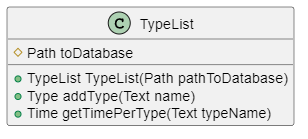 C TypeList
Path toDatabase
TypeList TypeList(Path pathToDatabase)
Type addType(Text name)
Time getTimePerType(Text typeName)